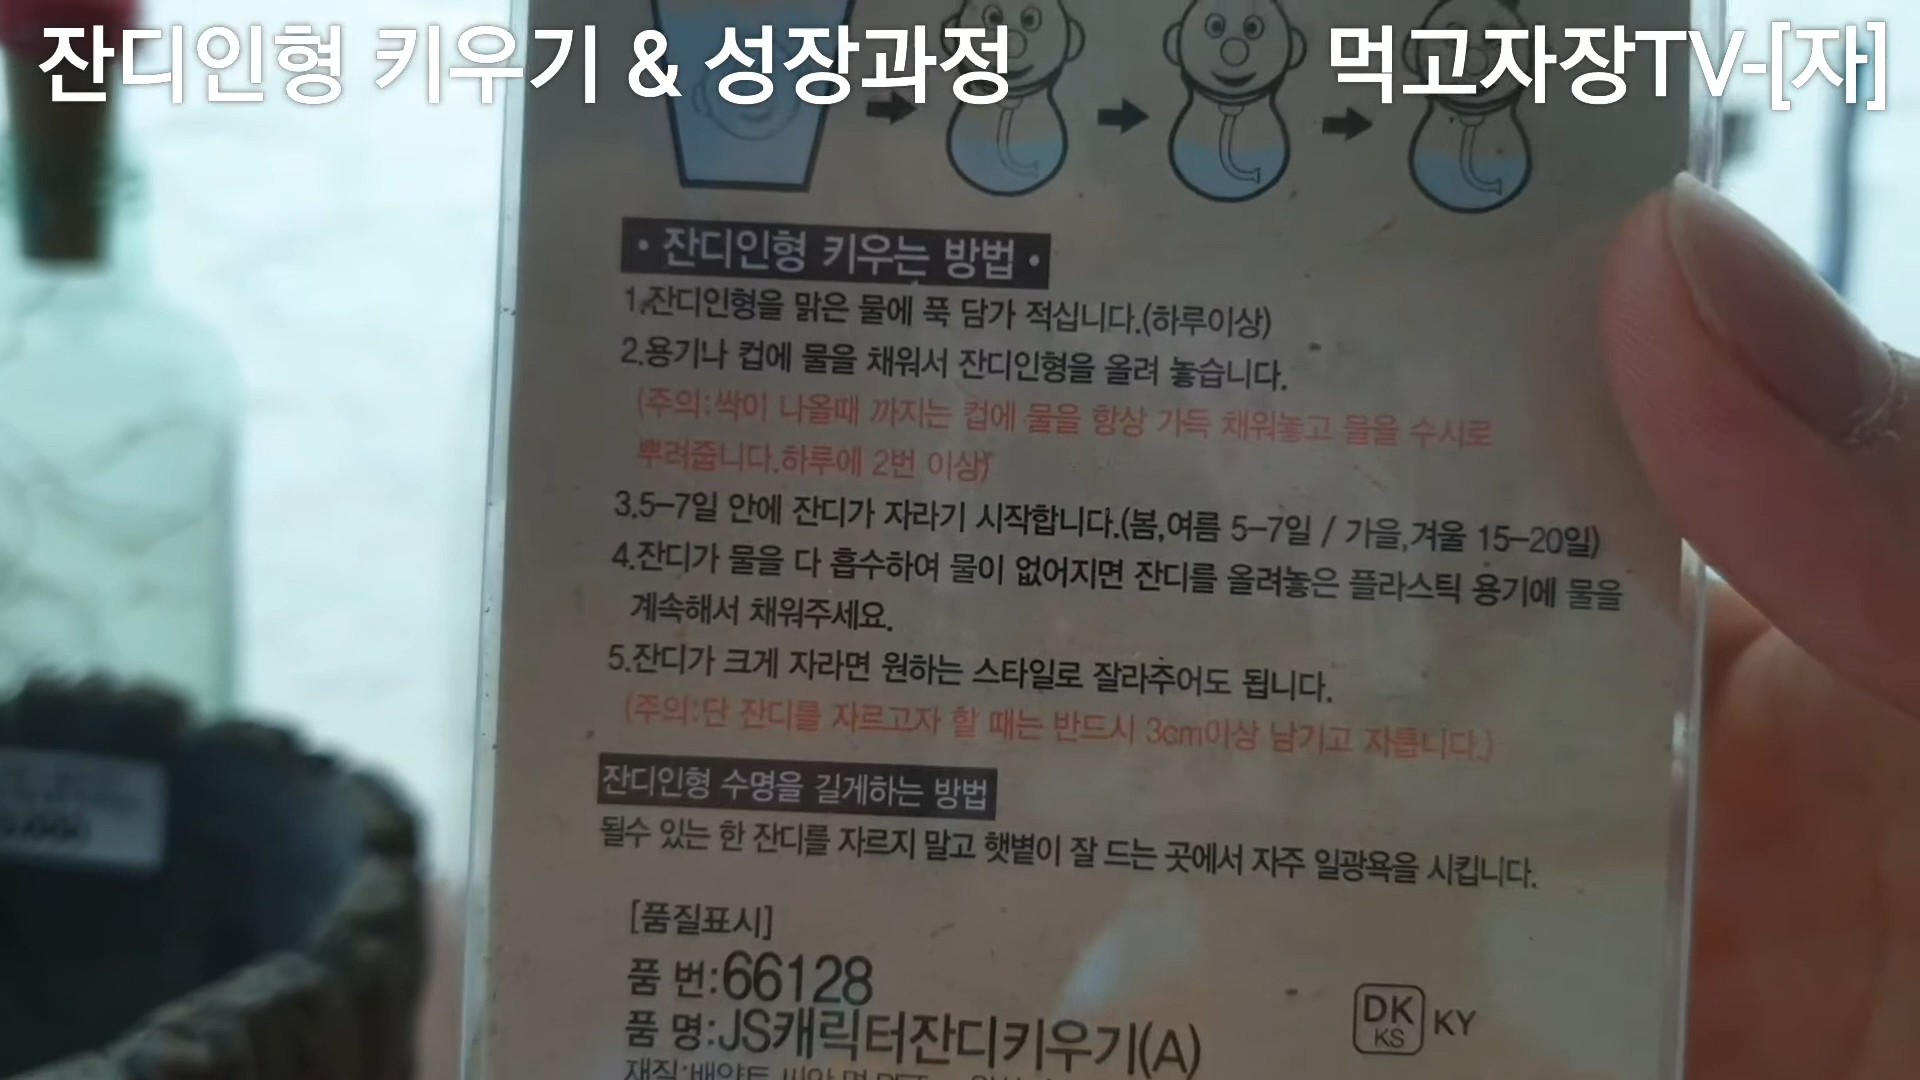 잔디인형 키우기 & 성장과정
먹고자장TV-[자]
• 잔디인형 키우는 방법 •
1.잔디인형을 맑은 물에 푹 담가 적십니다.(하루이상)
2.용기나 컵에 물을 채워서 잔디인형을 올려 놓습니다.
(주의:싹이 나올때 까지는 컵에 물을 항상 가득 채워놓고 물을 수시로
뿌려줍니다.하루에 2번 이상)
3.5-7일 안에 잔디가 자라기 시작합니다.(봄,여름 5-7일 / 가을,겨울 15-20일)
4.잔디가 물을 다 흡수하여 물이 없어지면 잔디를 올려놓은 플라스틱 용기에 물을
계속해서 채워주세요.
5.잔디가 크게 자라면 원하는 스타일로 잘라주어도 됩니다.
(주의:단 잔디를 자르고자 할 때는 반드시 3cm이상 남기고 자릅니다.)
잔디인형 수명을 길게하는 방법
될수 있는 한 잔디를 자르지 말고 햇볕이 잘 드는 곳에서 자주 일광욕을 시킵니다.
[품질표시]
품 번:66128
품 명:JS캐릭터잔디키우기(A)
DK
KS
KY
재질:배양토